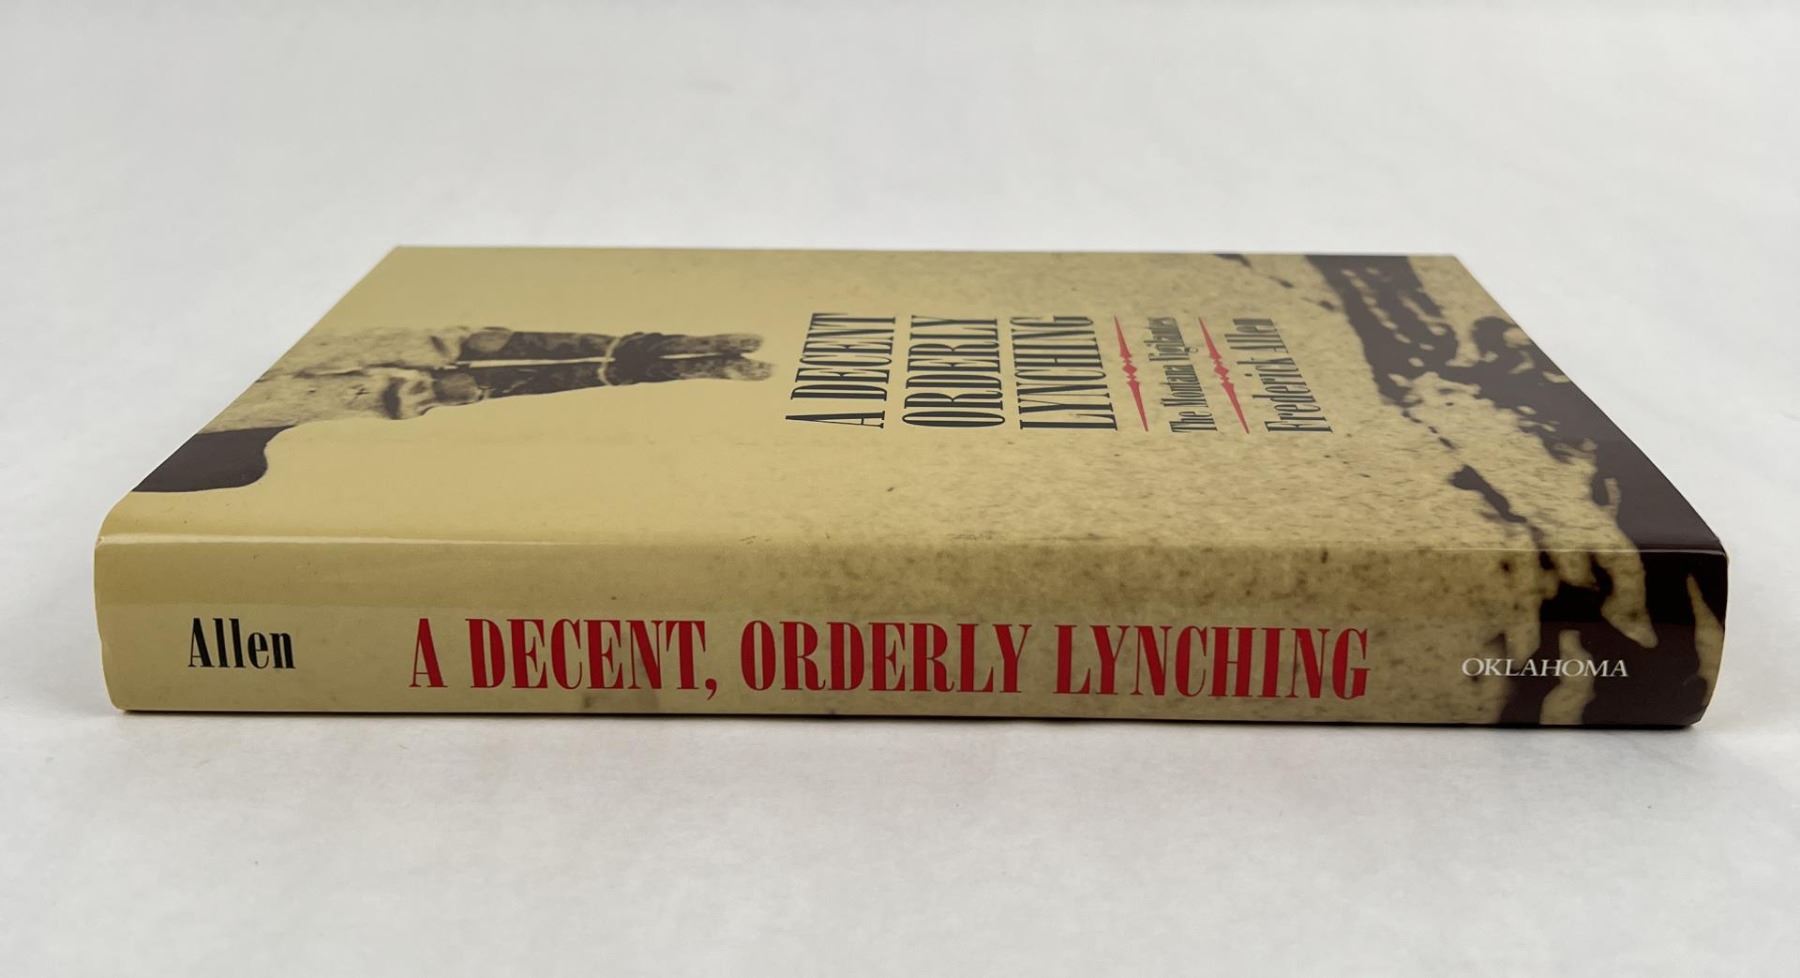 A DECENT
ORDERLY
LYNCHING
The Montana Vigilantes
Frederick Allen
Allen
A DECENT, ORDERLY LYNCHING
OKLAHOMA